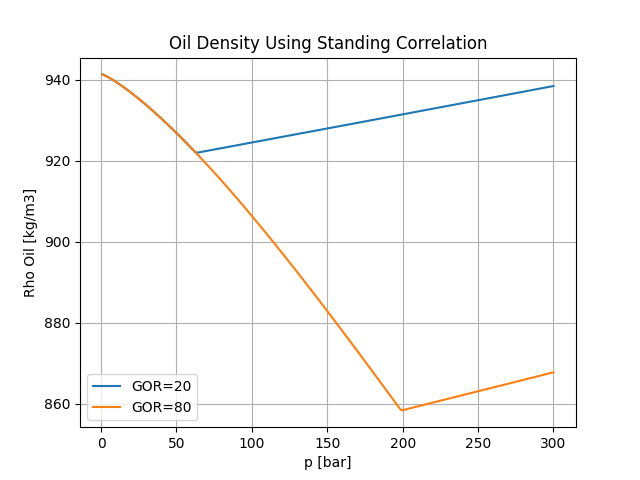 Oil Density Using Standing Correlation
Rho Oil [kg/m3]
940
920
900
880
860
GOR=20
GOR=80
0 50 100 150 200 250 300
p [bar]